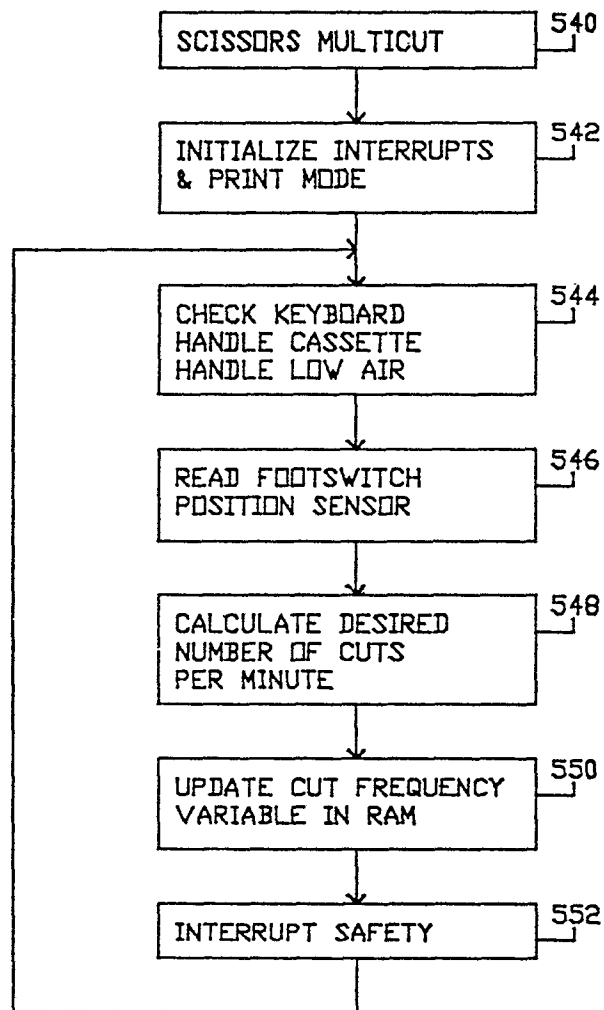 540
SCISSORS MULTICUT
542
INITIALIZE INTERRUPTS
& PRINT MODE
544
CHECK KEYBOARD
HANDLE CASSETTE
HANDLE LOW AIR
546
READ FOOTSWITCH
POSITION SENSOR
548
CALCULATE DESIRED
NUMBER OF CUTS
PER MINUTE
550
UPDATE CUT FREQUENCY
VARIABLE IN RAM
552
INTERRUPT SAFETY